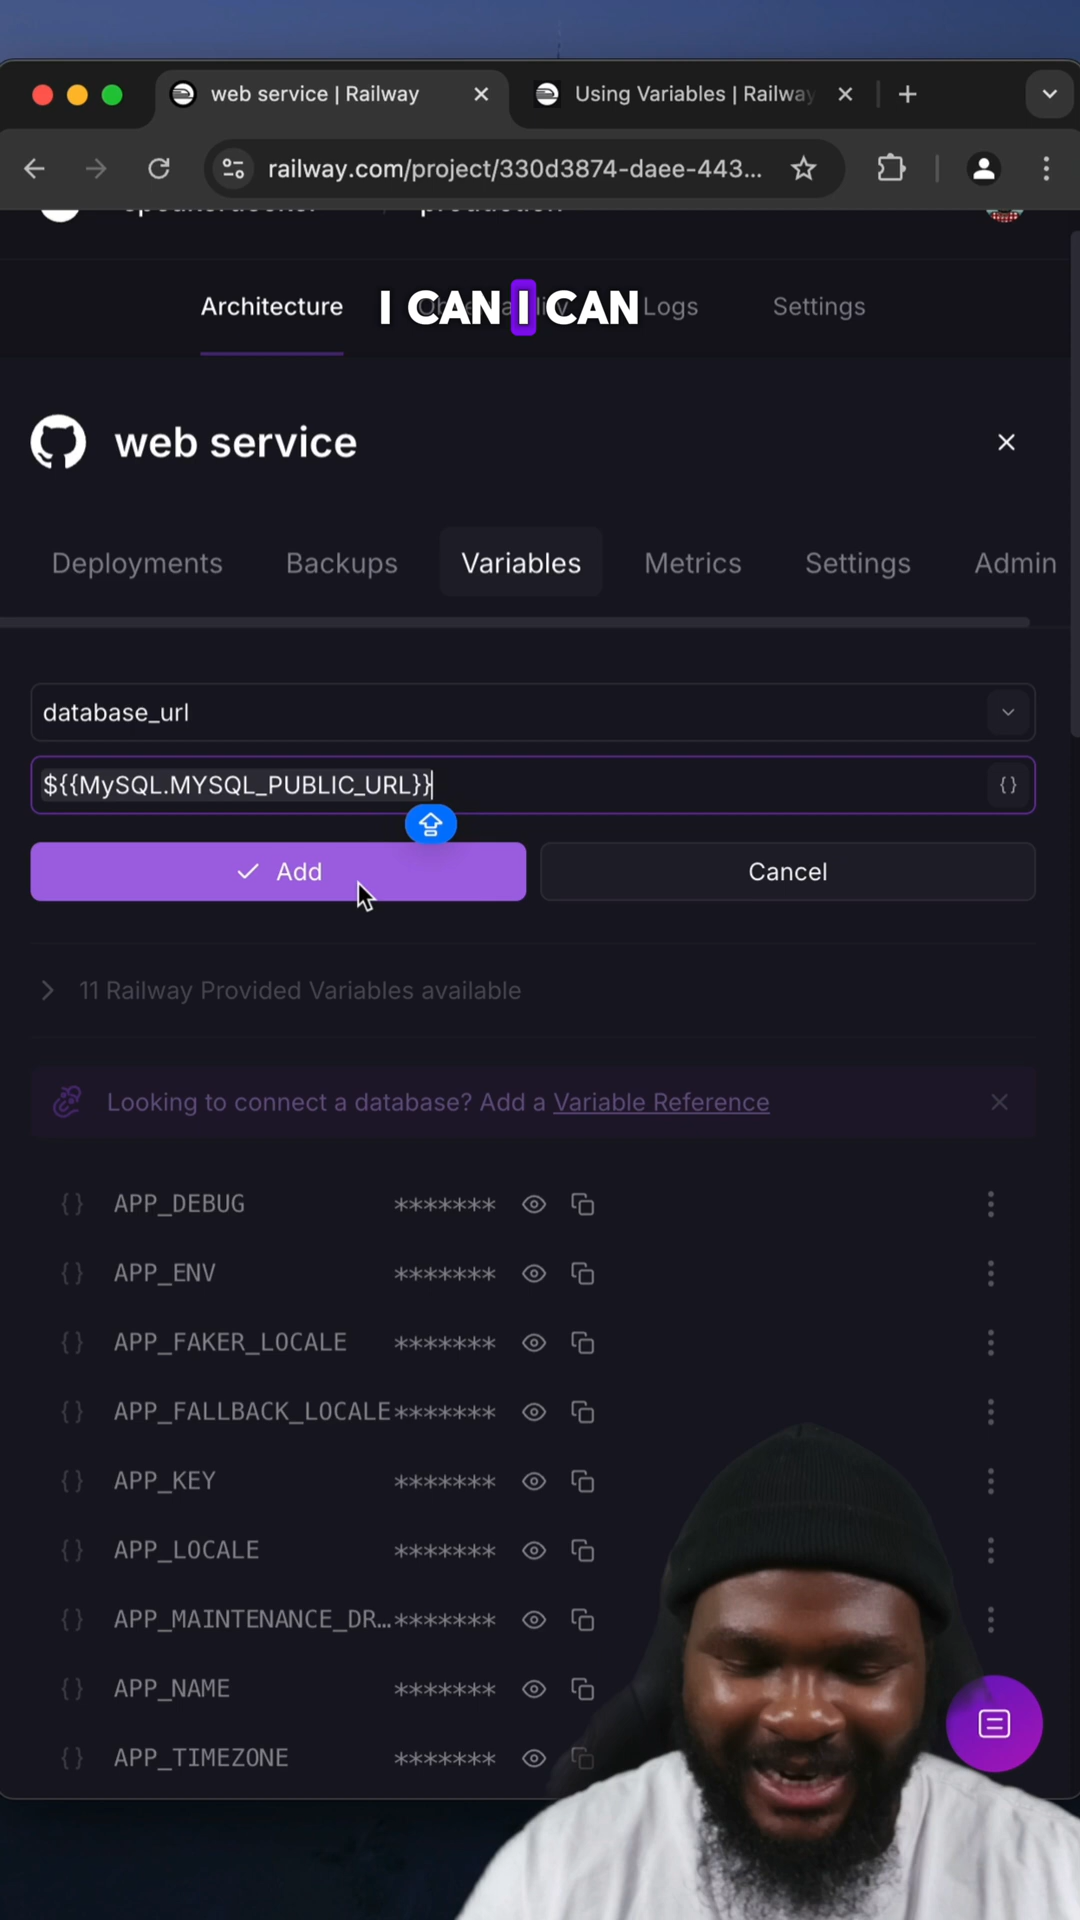 web service | Railway
Using Variables | Railway
railway.com/project/330d3874-daee-443...
production
Architecture
Logs
Settings
I CAN I CAN
web service
Deployments
Backups
Variables
Metrics
Settings
Admin
database_url
${{MySQL.MYSQL_PUBLIC_URL}}
{}
Add
Cancel
11 Railway Provided Variables available
Looking to connect a database? Add a Variable Reference
{} APP_DEBUG *******
{} APP_ENV *******
{} APP_FAKER_LOCALE *******
{} APP_FALLBACK_LOCALE *******
{} APP_KEY *******
{} APP_LOCALE *******
{} APP_MAINTENANCE_DR... *******
{} APP_NAME *******
{} APP_TIMEZONE *******